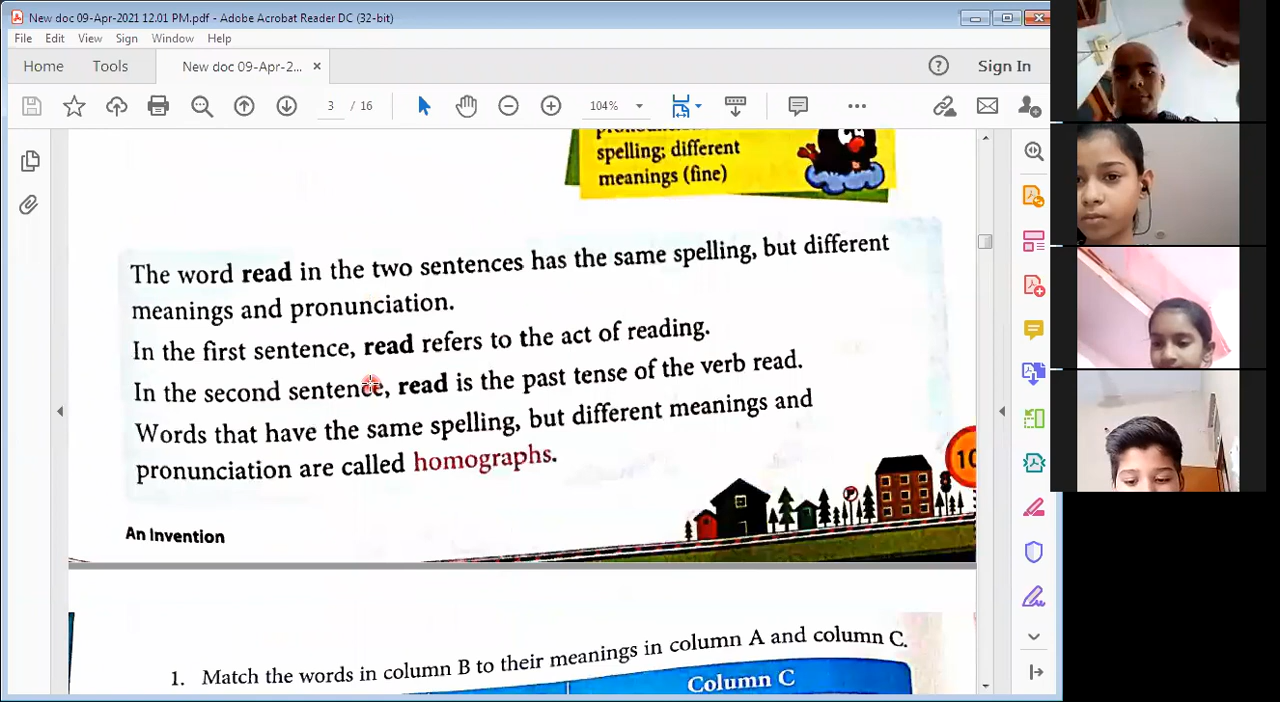 New doc 09-Apr-2021 12.01 PM.pdf - Adobe Acrobat Reader DC (32-bit)
File Edit View Sign Window Help
Home Tools New doc 09-Apr-2... × Sign In
3 / 16 104%
spelling; different
meanings (fine)
The word read in the two sentences has the same spelling, but different
meanings and pronunciation.
In the first sentence, read refers to the act of reading.
In the second sentence, read is the past tense of the verb read.
Words that have the same spelling, but different meanings and
pronunciation are called homographs.
An Invention
1. Match the words in column B to their meanings in column A and column C.
Column C